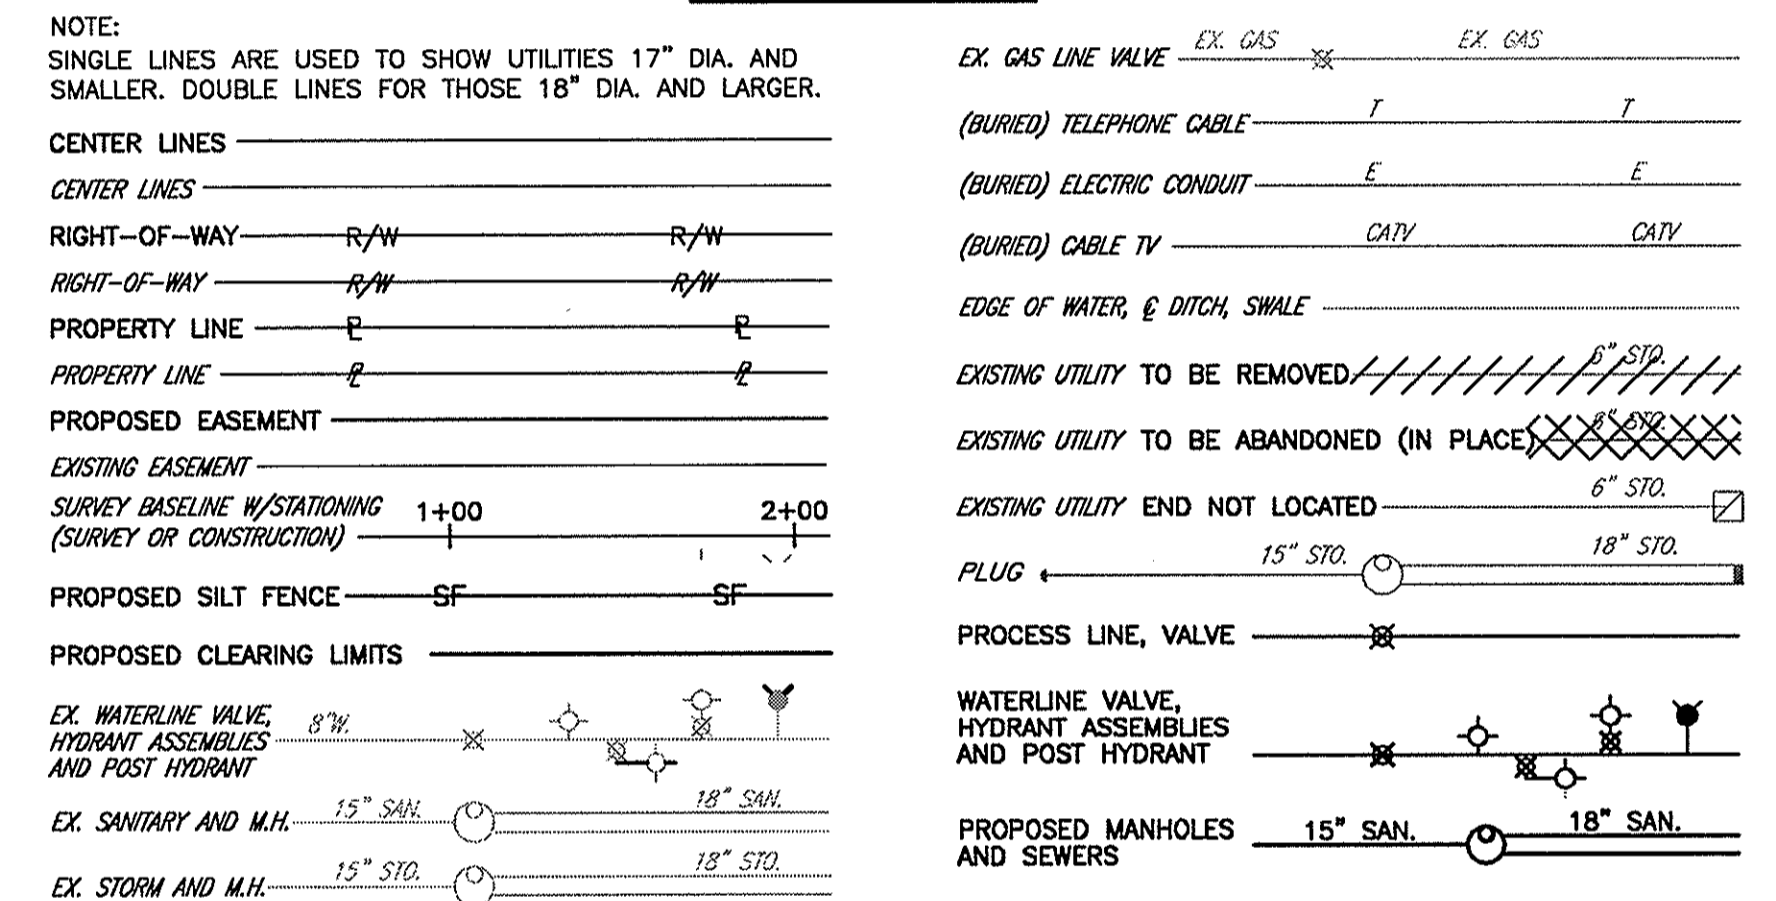 NOTE:
SINGLE LINES ARE USED TO SHOW UTILITIES 17" DIA. AND
SMALLER. DOUBLE LINES FOR THOSE 18" DIA. AND LARGER.
CENTER LINES
CENTER LINES
RIGHT-OF-WAY R/W R/W
RIGHT-OF-WAY R/W R/W
PROPERTY LINE ⅊ ⅊
PROPERTY LINE ⅊ ⅊
PROPOSED EASEMENT
EXISTING EASEMENT
SURVEY BASELINE W/STATIONING 1+00 2+00
(SURVEY OR CONSTRUCTION)
PROPOSED SILT FENCE SF SF
PROPOSED CLEARING LIMITS
EX. WATERLINE VALVE, 8"W.
HYDRANT ASSEMBLIES
AND POST HYDRANT
EX. SANITARY AND M.H. 15" SAN. 18" SAN.
EX. STORM AND M.H. 15" STO. 18" STO.
EX. GAS LINE VALVE EX. GAS EX. GAS
(BURIED) TELEPHONE CABLE T T
(BURIED) ELECTRIC CONDUIT E E
(BURIED) CABLE TV CATV CATV
EDGE OF WATER, ℄ DITCH, SWALE
EXISTING UTILITY TO BE REMOVED 6" STO.
EXISTING UTILITY TO BE ABANDONED (IN PLACE) STO.
EXISTING UTILITY END NOT LOCATED 6" STO.
PLUG 15" STO. 18" STO.
PROCESS LINE, VALVE
WATERLINE VALVE,
HYDRANT ASSEMBLIES
AND POST HYDRANT
PROPOSED MANHOLES 15" SAN. 18" SAN.
AND SEWERS